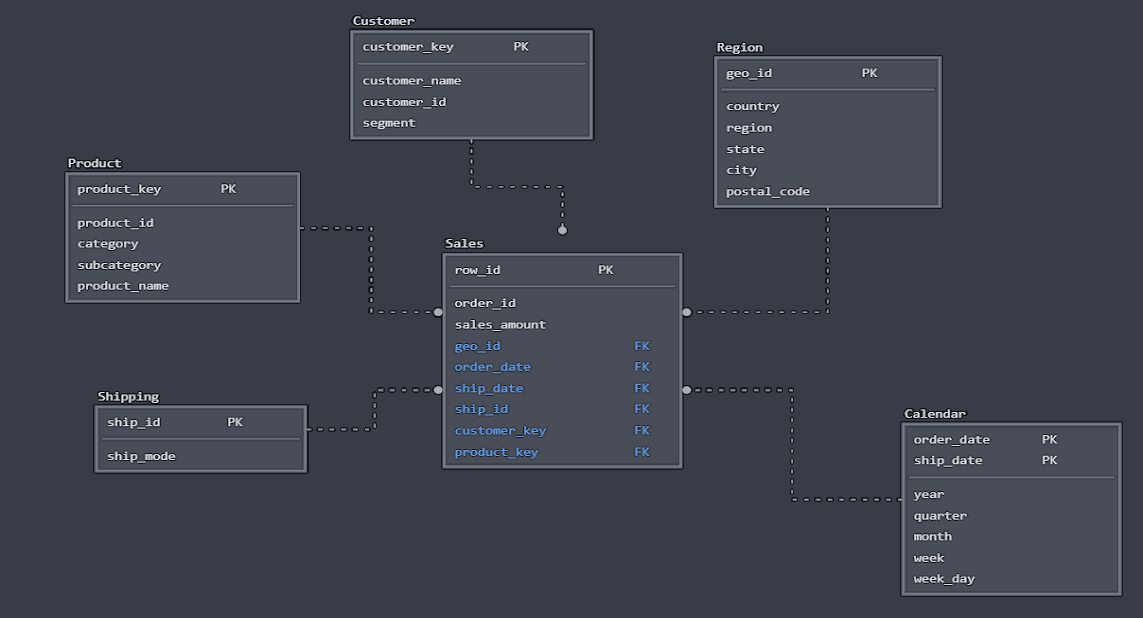 Customer
customer_key PK
customer_name
customer_id
segment
Region
geo_id PK
country
region
state
city
postal_code
Product
product_key PK
product_id
category
subcategory
product_name
Sales
row_id PK
order_id
sales_amount
geo_id FK
order_date FK
ship_date FK
ship_id FK
customer_key FK
product_key FK
Shipping
ship_id PK
ship_mode
Calendar
order_date PK
ship_date PK
year
quarter
month
week
week_day